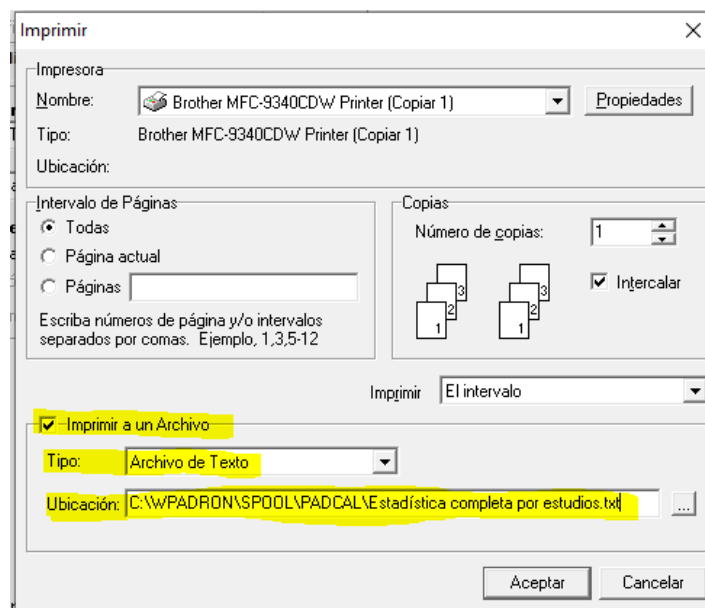 Imprimir
Impresora
Nombre: Brother MFC-9340CDW Printer (Copiar 1) Propiedades
Tipo: Brother MFC-9340CDW Printer (Copiar 1)
Ubicación:
Intervalo de Páginas
Todas
Página actual
Páginas
Escriba números de página y/o intervalos
separados por comas. Ejemplo, 1,3,5-12
Copias
Número de copias: 1
1 2 3 1 2 3
Intercalar
Imprimir El intervalo
Imprimir a un Archivo
Tipo: Archivo de Texto
Ubicación: C:\WPADRON\SPOOL\PADCAL\Estadística completa por estudios.txt ...
Aceptar Cancelar